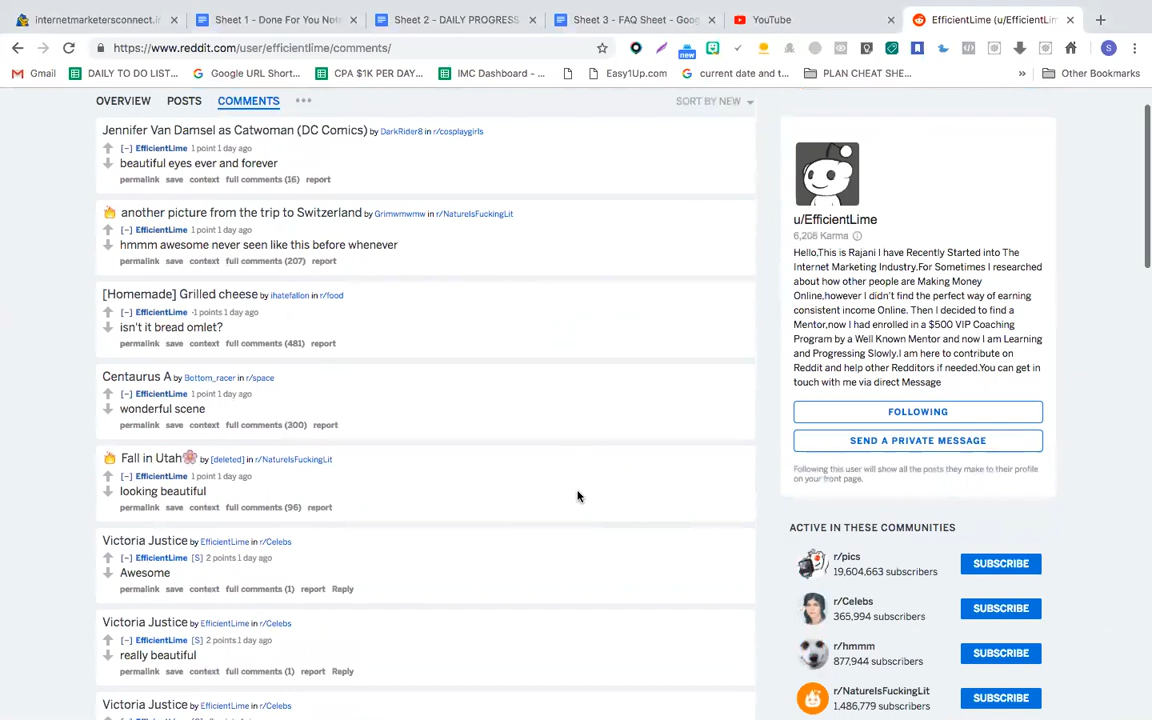 internetmarketersconnect.in
Sheet 1 - Done For You Not
Sheet 2 - DAILY PROGRESS
Sheet 3 - FAQ Sheet - Goog
YouTube
EfficientLime (u/EfficientLim
https://www.reddit.com/user/efficientlime/comments/
new
S
Gmail
DAILY TO DO LIST...
Google URL Short...
CPA $1K PER DAY...
IMC Dashboard - ...
Easy1Up.com
current date and t...
PLAN CHEAT SHE...
»
Other Bookmarks
OVERVIEW POSTS COMMENTS
SORT BY NEW
Jennifer Van Damsel as Catwoman (DC Comics) by DarkRider8 in r/cosplaygirls
[–] EfficientLime 1 point 1 day ago
beautiful eyes ever and forever
permalink save context full comments (16) report
another picture from the trip to Switzerland by Grimwmwmw in r/NatureIsFuckingLit
[–] EfficientLime 1 point 1 day ago
hmmm awesome never seen like this before whenever
permalink save context full comments (207) report
[Homemade] Grilled cheese by ihatefallon in r/food
[–] EfficientLime -1 points 1 day ago
isn't it bread omlet?
permalink save context full comments (481) report
Centaurus A by Bottom_racer in r/space
[–] EfficientLime 1 point 1 day ago
wonderful scene
permalink save context full comments (300) report
Fall in Utah🌸 by [deleted] in r/NatureIsFuckingLit
[–] EfficientLime 1 point 1 day ago
looking beautiful
permalink save context full comments (96) report
Victoria Justice by EfficientLime in r/Celebs
[–] EfficientLime [S] 2 points 1 day ago
Awesome
permalink save context full comments (1) report Reply
Victoria Justice by EfficientLime in r/Celebs
[–] EfficientLime [S] 2 points 1 day ago
really beautiful
permalink save context full comments (1) report Reply
Victoria Justice by EfficientLime in r/Celebs
u/EfficientLime
6,208 Karma
Hello,This is Rajani I have Recently Started into The
Internet Marketing Industry.For Sometimes I researched
about how other people are Making Money
Online,however I didn't find the perfect way of earning
consistent income Online. Then I decided to find a
Mentor,now I had enrolled in a $500 VIP Coaching
Program by a Well Known Mentor and now I am Learning
and Progressing Slowly.I am here to contribute on
Reddit and help other Redditors if needed.You can get in
touch with me via direct Message
FOLLOWING
SEND A PRIVATE MESSAGE
Following this user will show all the posts they make to their profile
on your front page.
ACTIVE IN THESE COMMUNITIES
r/pics
19,604,663 subscribers
SUBSCRIBE
r/Celebs
365,994 subscribers
SUBSCRIBE
r/hmmm
877,944 subscribers
SUBSCRIBE
r/NatureIsFuckingLit
1,486,779 subscribers
SUBSCRIBE